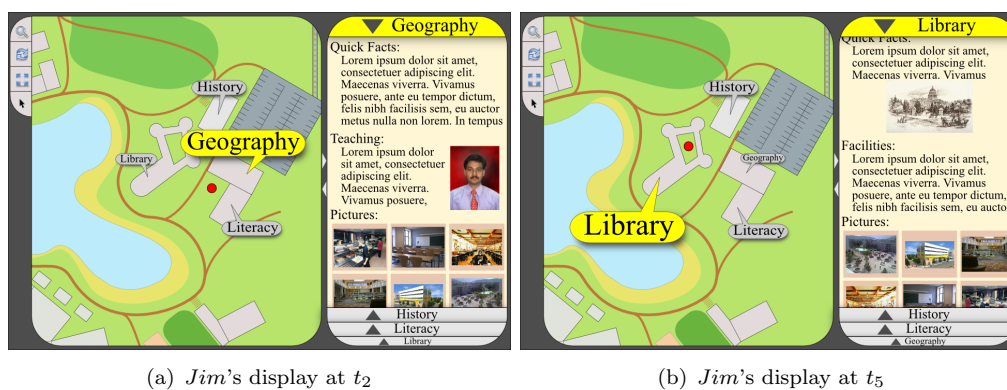 Geography
Quick Facts:
Lorem ipsum dolor sit amet,
consectetuer adipiscing elit.
Maecenas viverra. Vivamus
posuere, ante eu tempor dictum,
felis nibh facilisis sem, eu auctor
metus nulla non lorem. In tempus
Teaching:
Lorem ipsum dolor
sit amet, consectetuer
adipiscing elit.
Maecenas viverra.
Vivamus posuere,
Pictures:
History
Literacy
Library
History
Geography
Library
Literacy
Library
Quick Facts:
Lorem ipsum dolor sit amet,
consectetuer adipiscing elit.
Maecenas viverra. Vivamus
Facilities:
Lorem ipsum dolor sit amet,
consectetuer adipiscing elit.
Maecenas viverra. Vivamus
posuere, ante eu tempor dictum,
felis nibh facilisis sem, eu aucto
Pictures:
History
Literacy
Geography
History
Geography
Library
Literacy
(a) Jim's display at t2
(b) Jim's display at t5